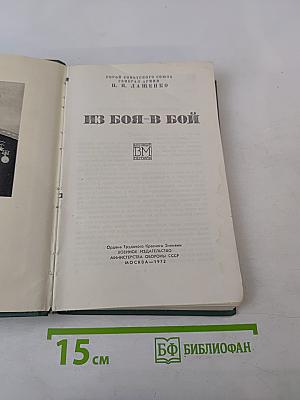 ГЕРОЙ СОВЕТСКОГО СОЮЗА
ГЕНЕРАЛ АРМИИ
П. Н. ЛАЩЕНКО
ИЗ БОЯ-В БОЙ
ВМ
Ордена Трудового Красного Знамени
ВОЕННОЕ ИЗДАТЕЛЬСТВО
МИНИСТЕРСТВА ОБОРОНЫ СССР
МОСКВА—1972
15 см
БФ БИБЛИОФАН